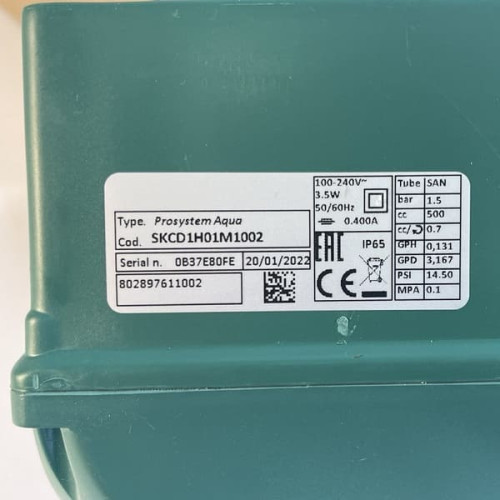 Type. Prosystem Aqua
Cod. SKCD1H01M1002
Serial n. 0B37E80FE 20/01/2022
802897611002
100-240V~
3.5W
50/60Hz
0.400A
EAC IP65
CE
Tube SAN
bar 1.5
cc 500
cc/ 0.7
GPH 0,131
GPD 3,167
PSI 14.50
MPA 0.1